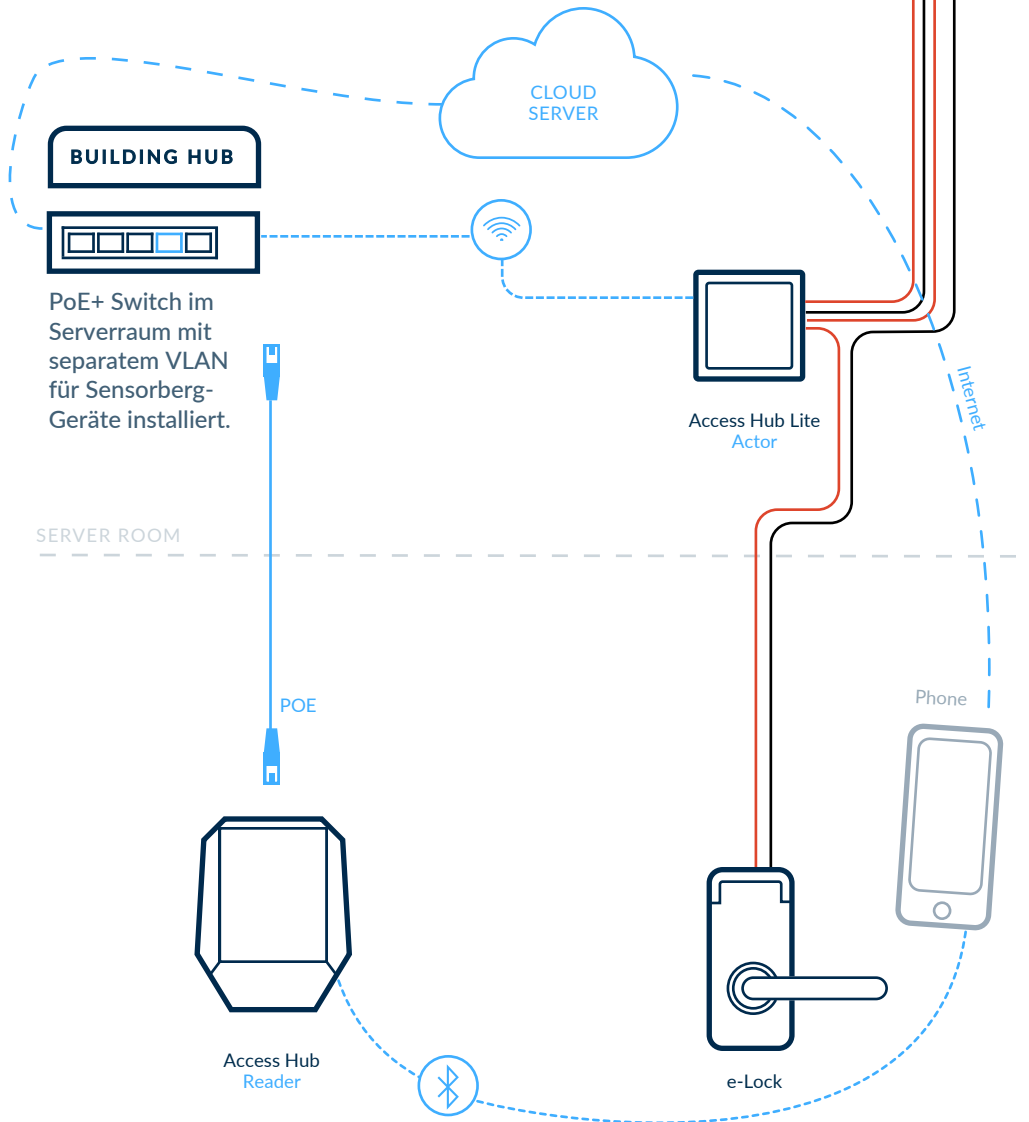 CLOUD
SERVER
BUILDING HUB
PoE+ Switch im
Serverraum mit
separatem VLAN
für Sensorberg-
Geräte installiert.
Internet
Access Hub Lite
Actor
SERVER ROOM
POE
Phone
Access Hub
Reader
e-Lock